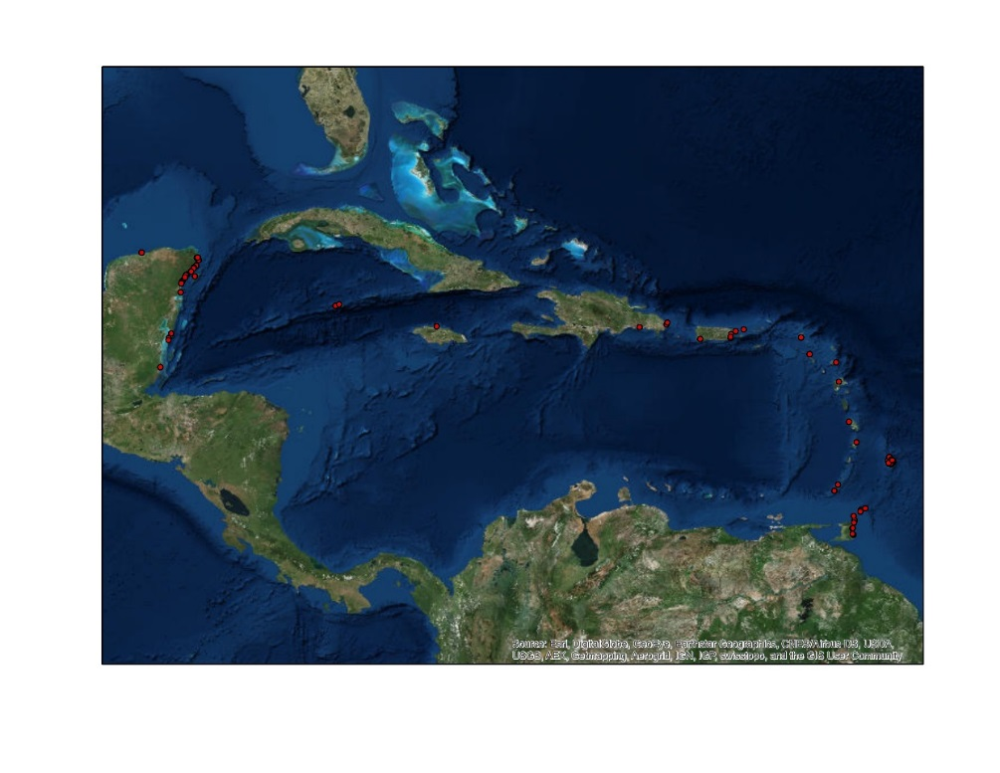 Sources: Esri, DigitalGlobe, GeoEye, Earthstar Geographics, CNES/Airbus DS, USDA,
USGS, AEX, Getmapping, Aerogrid, IGN, IGP, swisstopo, and the GIS User Community